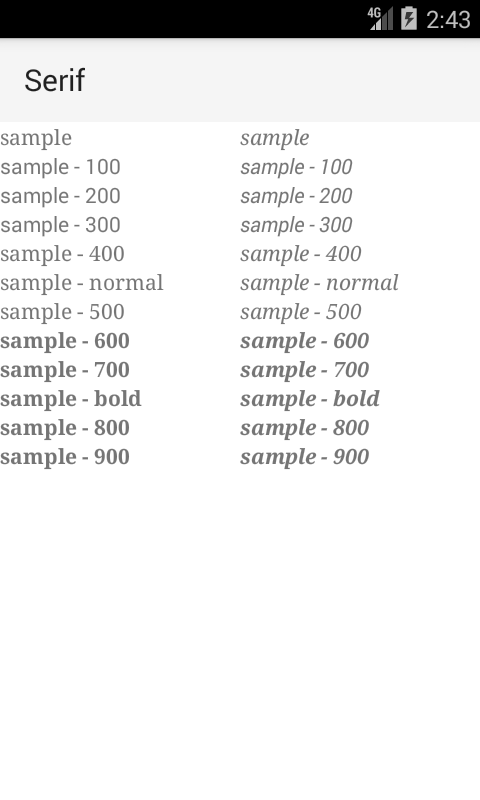 4G 2:43
Serif
sample sample
sample - 100 sample - 100
sample - 200 sample - 200
sample - 300 sample - 300
sample - 400 sample - 400
sample - normal sample - normal
sample - 500 sample - 500
sample - 600 sample - 600
sample - 700 sample - 700
sample - bold sample - bold
sample - 800 sample - 800
sample - 900 sample - 900